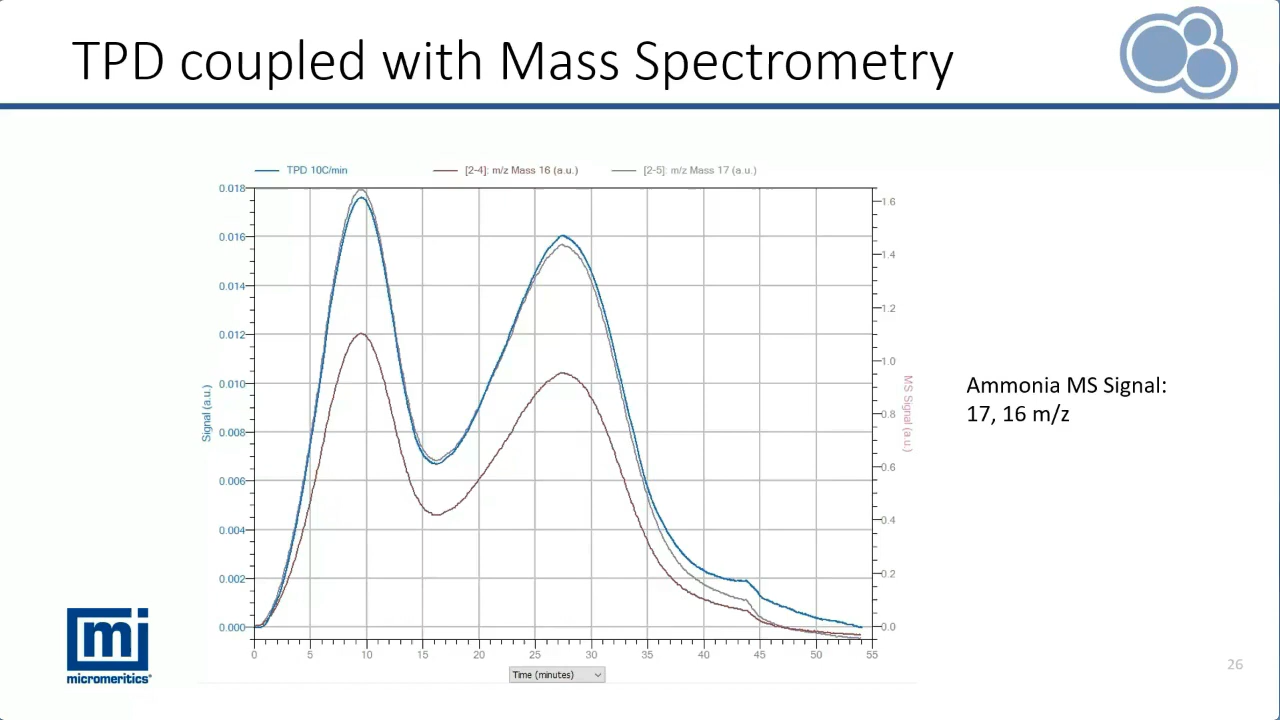 TPD coupled with Mass Spectrometry
TPD 10C/min
[2-4]: m/z Mass 16 (a.u.)
[2-5]: m/z Mass 17 (a.u.)
0.018
0.016
0.014
0.012
0.010
0.008
0.006
0.004
0.002
0.000
Signal (a.u.)
1.6
1.4
1.2
1.0
0.8
0.6
0.4
0.2
0.0
MS Signal (a.u.)
0 5 10 15 20 25 30 35 40 45 50 55
Time (minutes)
Ammonia MS Signal:
17, 16 m/z
mi
micromeritics®
26